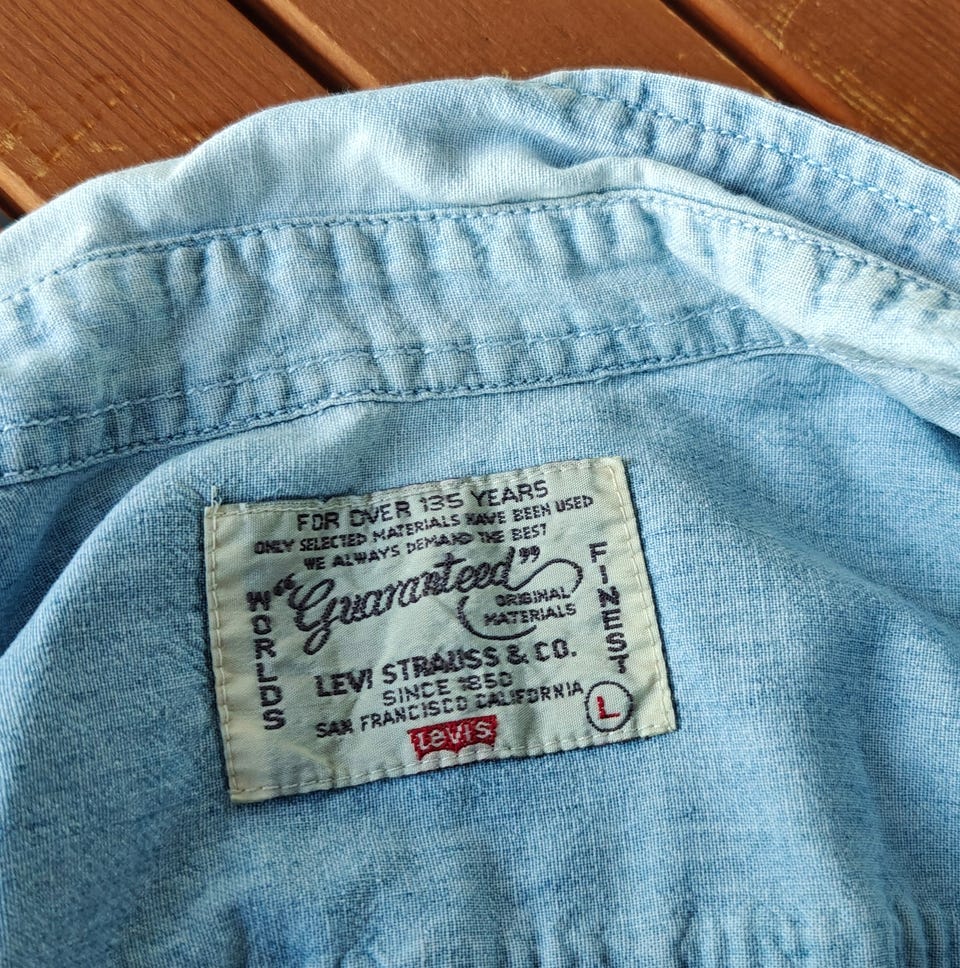 FOR OVER 135 YEARS
ONLY SELECTED MATERIALS HAVE BEEN USED
WE ALWAYS DEMAND THE BEST
"Guaranteed"
ORIGINAL
MATERIALS
WORLDS
FINEST
LEVI STRAUSS & CO.
SINCE 1850
SAN FRANCISCO CALIFORNIA
L
Levi's